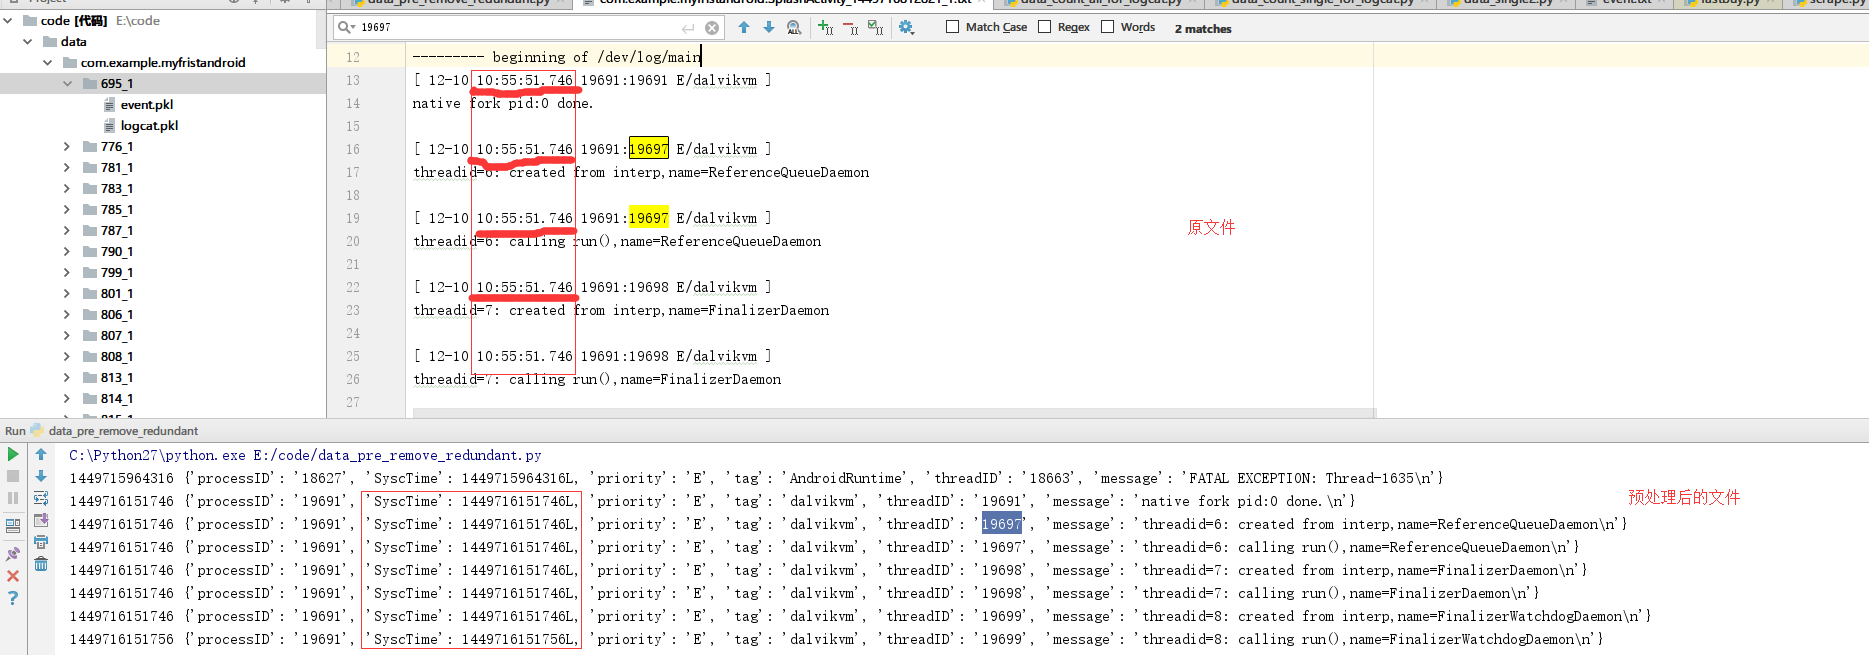 Project
data_pre_remove_redundant.py
com.example.myfristandroid.SplashActivity_1449716612621_1.txt
data_count_all_for_logcat.py
data_count_single_for_logcat.py
data_single2.py
event.txt
fastbuy.py
scrape.py
code [代码] E:\code
data
com.example.myfristandroid
695_1
event.pkl
logcat.pkl
776_1
781_1
783_1
785_1
787_1
790_1
799_1
801_1
806_1
807_1
808_1
813_1
814_1
19697
Match Case
Regex
Words
2 matches
12 --------- beginning of /dev/log/main
13 [ 12-10 10:55:51.746 19691:19691 E/dalvikvm ]
14 native fork pid:0 done.
15
16 [ 12-10 10:55:51.746 19691:19697 E/dalvikvm ]
17 threadid=6: created from interp,name=ReferenceQueueDaemon
18
19 [ 12-10 10:55:51.746 19691:19697 E/dalvikvm ]
20 threadid=6: calling run(),name=ReferenceQueueDaemon
21
22 [ 12-10 10:55:51.746 19691:19698 E/dalvikvm ]
23 threadid=7: created from interp,name=FinalizerDaemon
24
25 [ 12-10 10:55:51.746 19691:19698 E/dalvikvm ]
26 threadid=7: calling run(),name=FinalizerDaemon
27
原文件
Run data_pre_remove_redundant
C:\Python27\python.exe E:/code/data_pre_remove_redundant.py
1449715964316 {'processID': '18627', 'SyscTime': 1449715964316L, 'priority': 'E', 'tag': 'AndroidRuntime', 'threadID': '18663', 'message': 'FATAL EXCEPTION: Thread-1635\n'}
1449716151746 {'processID': '19691', 'SyscTime': 1449716151746L, 'priority': 'E', 'tag': 'dalvikvm', 'threadID': '19691', 'message': 'native fork pid:0 done.\n'}
1449716151746 {'processID': '19691', 'SyscTime': 1449716151746L, 'priority': 'E', 'tag': 'dalvikvm', 'threadID': '19697', 'message': 'threadid=6: created from interp,name=ReferenceQueueDaemon\n'}
1449716151746 {'processID': '19691', 'SyscTime': 1449716151746L, 'priority': 'E', 'tag': 'dalvikvm', 'threadID': '19697', 'message': 'threadid=6: calling run(),name=ReferenceQueueDaemon\n'}
1449716151746 {'processID': '19691', 'SyscTime': 1449716151746L, 'priority': 'E', 'tag': 'dalvikvm', 'threadID': '19698', 'message': 'threadid=7: created from interp,name=FinalizerDaemon\n'}
1449716151746 {'processID': '19691', 'SyscTime': 1449716151746L, 'priority': 'E', 'tag': 'dalvikvm', 'threadID': '19698', 'message': 'threadid=7: calling run(),name=FinalizerDaemon\n'}
1449716151746 {'processID': '19691', 'SyscTime': 1449716151746L, 'priority': 'E', 'tag': 'dalvikvm', 'threadID': '19699', 'message': 'threadid=8: created from interp,name=FinalizerWatchdogDaemon\n'}
1449716151756 {'processID': '19691', 'SyscTime': 1449716151756L, 'priority': 'E', 'tag': 'dalvikvm', 'threadID': '19699', 'message': 'threadid=8: calling run(),name=FinalizerWatchdogDaemon\n'}
预处理后的文件